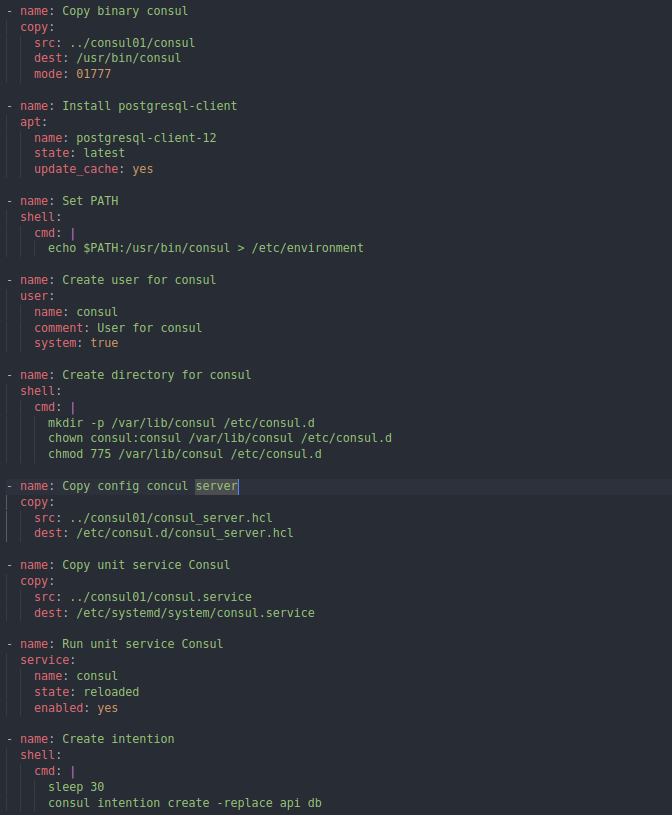 - name: Copy binary consul
  copy:
    src: ../consul01/consul
    dest: /usr/bin/consul
    mode: 01777

- name: Install postgresql-client
  apt:
    name: postgresql-client-12
    state: latest
    update_cache: yes

- name: Set PATH
  shell:
    cmd: |
      echo $PATH:/usr/bin/consul > /etc/environment

- name: Create user for consul
  user:
    name: consul
    comment: User for consul
    system: true

- name: Create directory for consul
  shell:
    cmd: |
      mkdir -p /var/lib/consul /etc/consul.d
      chown consul:consul /var/lib/consul /etc/consul.d
      chmod 775 /var/lib/consul /etc/consul.d

- name: Copy config concul server
  copy:
    src: ../consul01/consul_server.hcl
    dest: /etc/consul.d/consul_server.hcl

- name: Copy unit service Consul
  copy:
    src: ../consul01/consul.service
    dest: /etc/systemd/system/consul.service

- name: Run unit service Consul
  service:
    name: consul
    state: reloaded
    enabled: yes

- name: Create intention
  shell:
    cmd: |
      sleep 30
      consul intention create -replace api db